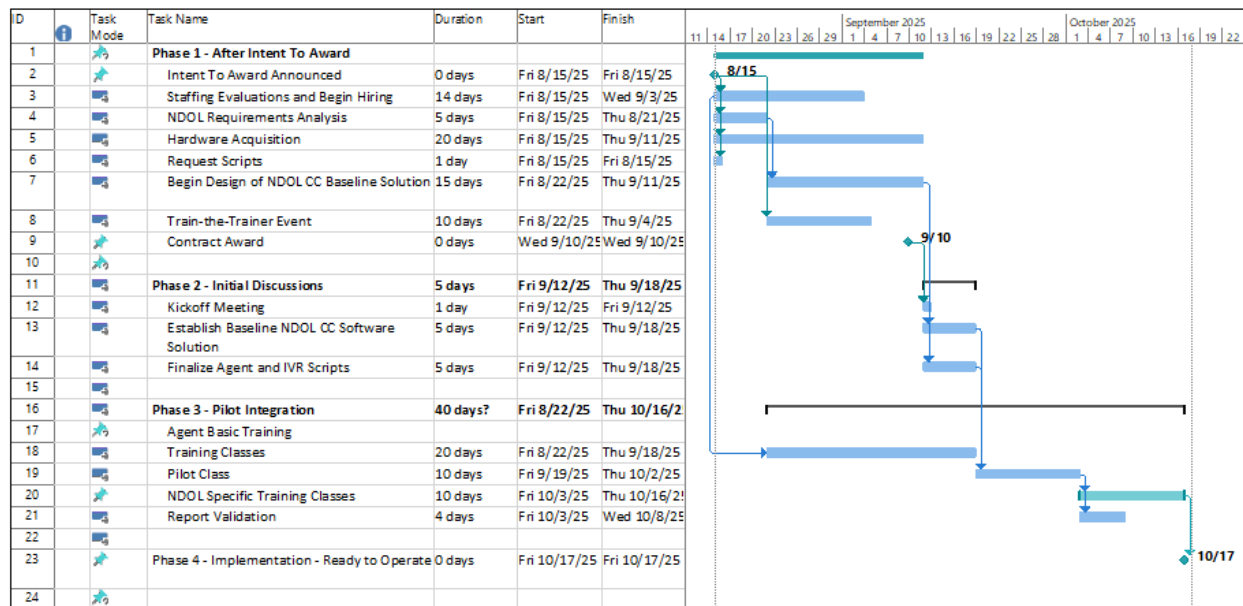 ID Task Mode Task Name Duration Start Finish September 2025 October 2025
11 14 17 20 23 26 29 1 4 7 10 13 16 19 22 25 28 1 4 7 10 13 16 19 22
1 Phase 1 - After Intent To Award
2 Intent To Award Announced 0 days Fri 8/15/25 Fri 8/15/25 8/15
3 Staffing Evaluations and Begin Hiring 14 days Fri 8/15/25 Wed 9/3/25
4 NDOL Requirements Analysis 5 days Fri 8/15/25 Thu 8/21/25
5 Hardware Acquisition 20 days Fri 8/15/25 Thu 9/11/25
6 Request Scripts 1 day Fri 8/15/25 Fri 8/15/25
7 Begin Design of NDOL CC Baseline Solution 15 days Fri 8/22/25 Thu 9/11/25
8 Train-the-Trainer Event 10 days Fri 8/22/25 Thu 9/4/25
9 Contract Award 0 days Wed 9/10/25 Wed 9/10/25 9/10
10
11 Phase 2 - Initial Discussions 5 days Fri 9/12/25 Thu 9/18/25
12 Kickoff Meeting 1 day Fri 9/12/25 Fri 9/12/25
13 Establish Baseline NDOL CC Software 5 days Fri 9/12/25 Thu 9/18/25
Solution
14 Finalize Agent and IVR Scripts 5 days Fri 9/12/25 Thu 9/18/25
15
16 Phase 3 - Pilot Integration 40 days? Fri 8/22/25 Thu 10/16/2
17 Agent Basic Training
18 Training Classes 20 days Fri 8/22/25 Thu 9/18/25
19 Pilot Class 10 days Fri 9/19/25 Thu 10/2/25
20 NDOL Specific Training Classes 10 days Fri 10/3/25 Thu 10/16/2
21 Report Validation 4 days Fri 10/3/25 Wed 10/8/25
22
23 Phase 4 - Implementation - Ready to Operate 0 days Fri 10/17/25 Fri 10/17/25 10/17
24